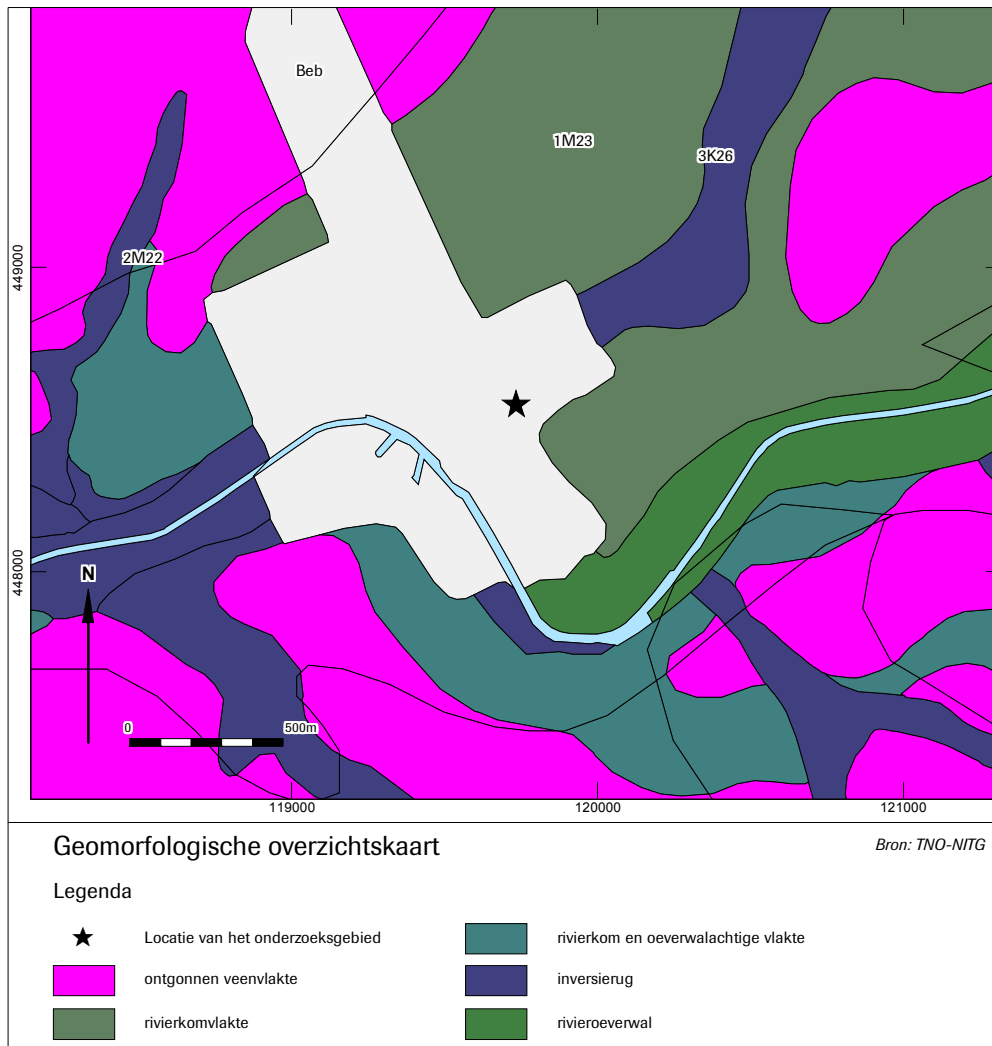 Beb
1M23
3K26
2M22
449000
448000
N
0 500m
119000 120000 121000
Geomorfologische overzichtskaart
Bron: TNO-NITG
Legenda
Locatie van het onderzoeksgebied
rivierkom en oeverwalachtige vlakte
ontgonnen veenvlakte
inversierug
rivierkomvlakte
rivieroeverwal